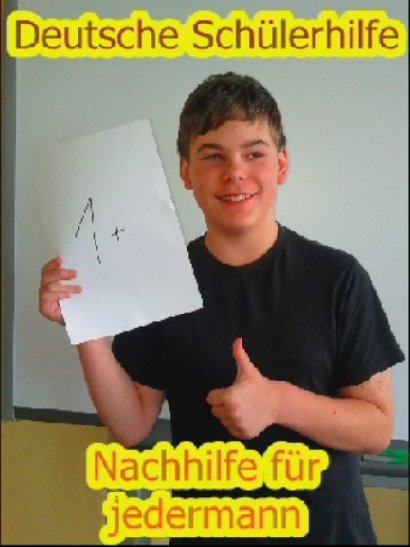 Deutsche Schülerhilfe
1+
Nachhilfe für
jedermann